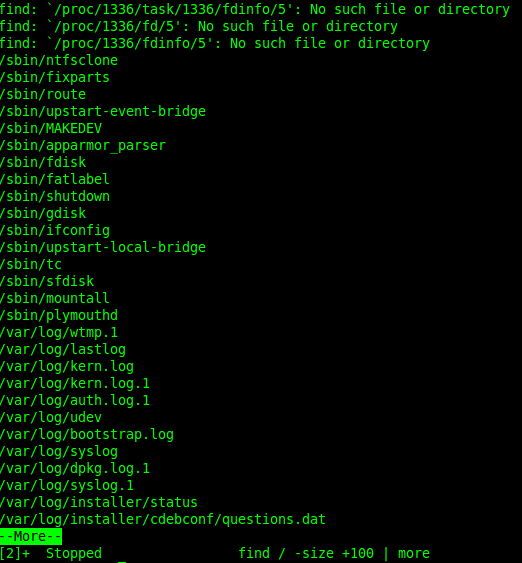 find: `/proc/1336/task/1336/fdinfo/5': No such file or directory
find: `/proc/1336/fd/5': No such file or directory
find: `/proc/1336/fdinfo/5': No such file or directory
/sbin/ntfsclone
/sbin/fixparts
/sbin/route
/sbin/upstart-event-bridge
/sbin/MAKEDEV
/sbin/apparmor_parser
/sbin/fdisk
/sbin/fatlabel
/sbin/shutdown
/sbin/gdisk
/sbin/ifconfig
/sbin/upstart-local-bridge
/sbin/tc
/sbin/sfdisk
/sbin/mountall
/sbin/plymouthd
/var/log/wtmp.1
/var/log/lastlog
/var/log/kern.log
/var/log/kern.log.1
/var/log/auth.log.1
/var/log/udev
/var/log/bootstrap.log
/var/log/syslog
/var/log/dpkg.log.1
/var/log/syslog.1
/var/log/installer/status
/var/log/installer/cdebconf/questions.dat
--More--
[2]+  Stopped                 find / -size +100 | more